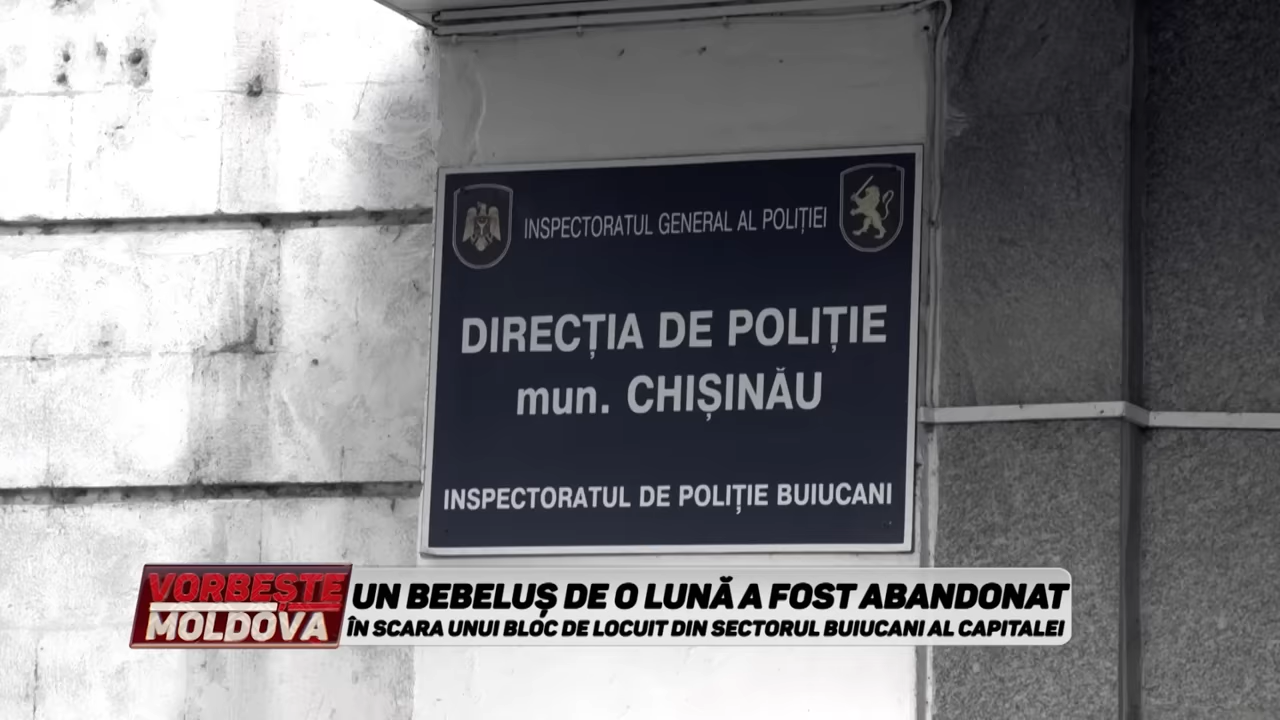 INSPECTORATUL GENERAL AL POLIȚIEI
DIRECȚIA DE POLIȚIE
mun. CHIȘINĂU
INSPECTORATUL DE POLIȚIE BUIUCANI
VORBEȘTE
MOLDOVA
UN BEBELUȘ DE O LUNĂ A FOST ABANDONAT
ÎN SCARA UNUI BLOC DE LOCUIT DIN SECTORUL BUIUCANI AL CAPITALEI